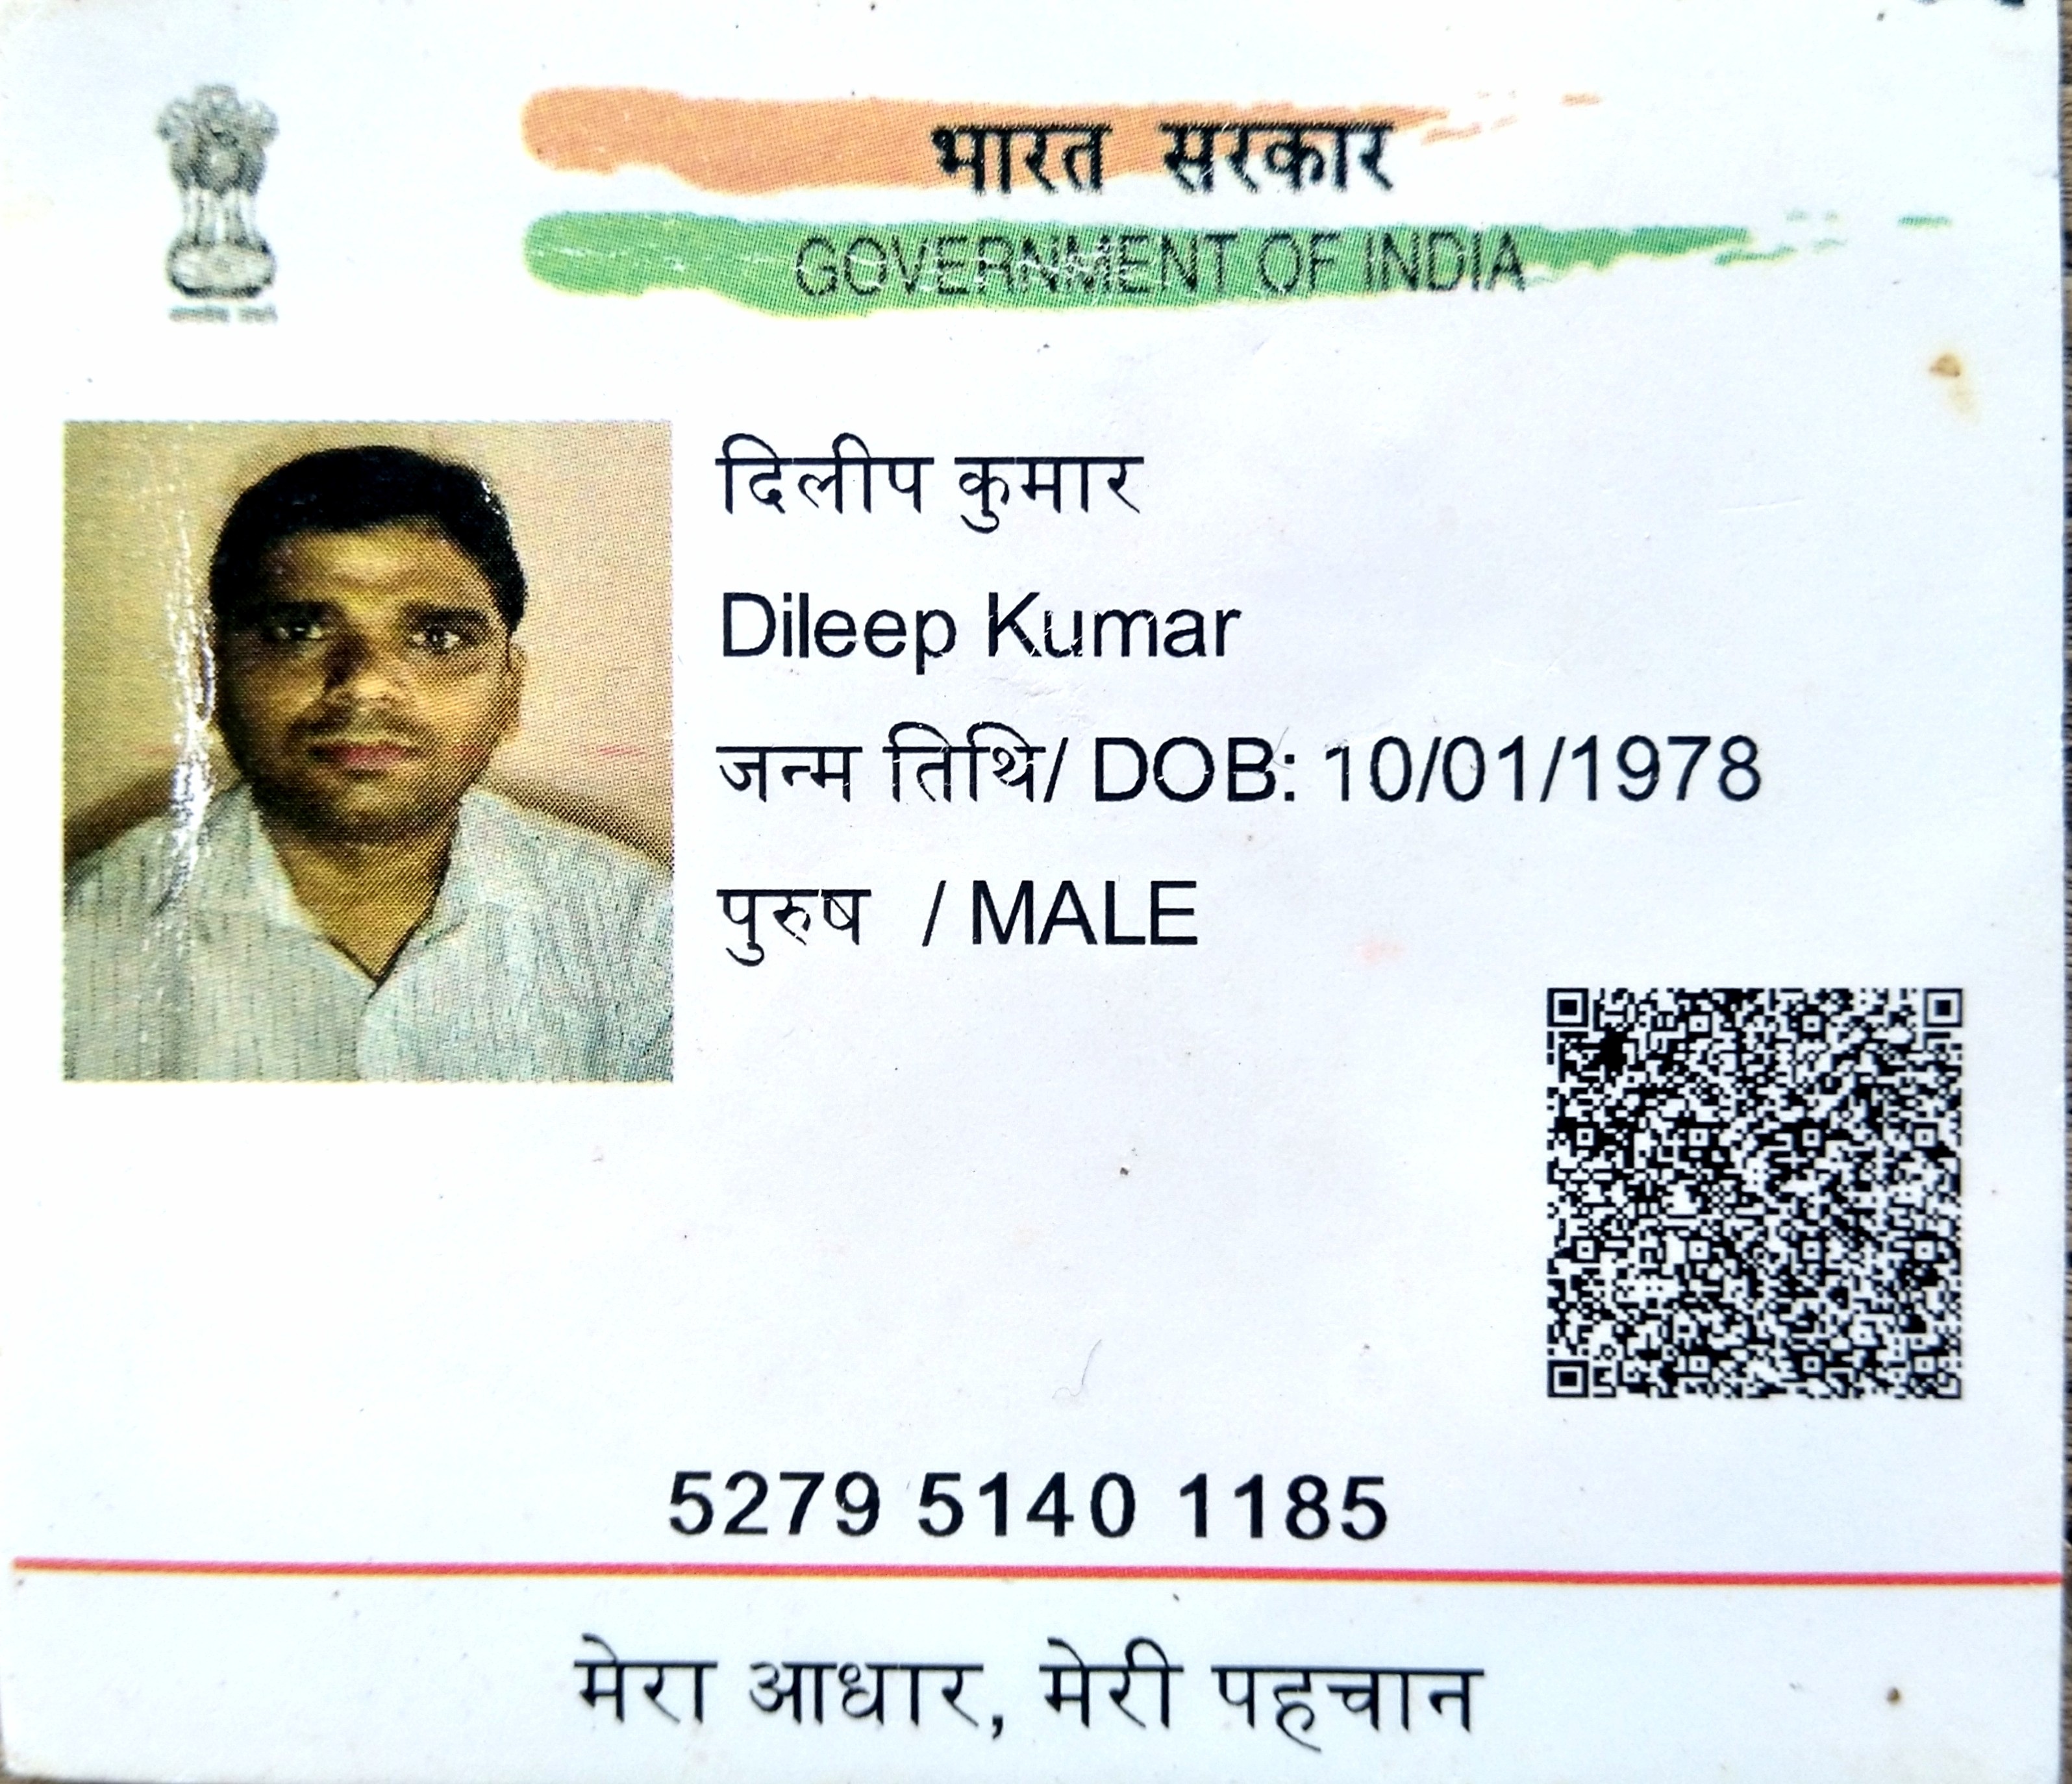 भारत सरकार
GOVERNMENT OF INDIA
दिलीप कुमार
Dileep Kumar
जन्म तिथि/ DOB: 10/01/1978
पुरुष / MALE
5279 5140 1185
मेरा आधार, मेरी पहचान